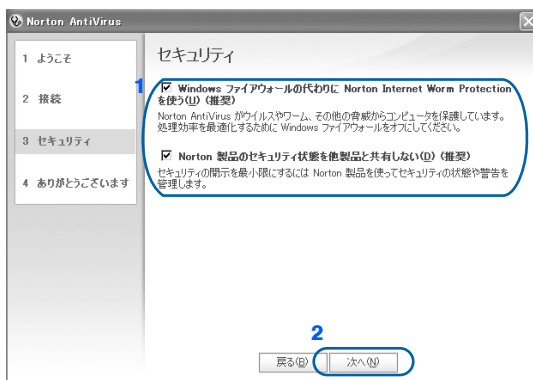 Norton AntiVirus
1 ようこそ
2 接続
3 セキュリティ
4 ありがとうございます
セキュリティ
1
Windows ファイアウォールの代わりに Norton Internet Worm Protection
を使う(U) (推奨)
Norton AntiVirus がウイルスやワーム、その他の脅威からコンピュータを保護しています。
処理効率を最適化するために Windows ファイアウォールをオフにしてください。
Norton 製品のセキュリティ状態を他製品と共有しない(D) (推奨)
セキュリティの開示を最小限にするには Norton 製品を使ってセキュリティの状態や警告を
管理します。
2
戻る(B)
次へ(N)